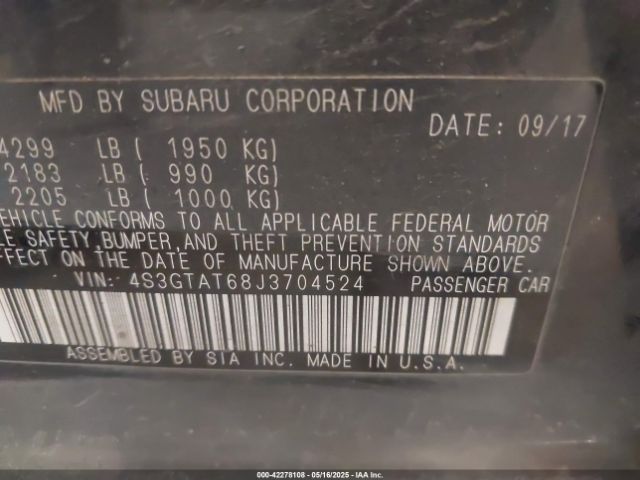 MFD BY SUBARU CORPORATION
DATE: 09/17
4299 LB ( 1950 KG)
2183 LB ( 990 KG)
2205 LB ( 1000 KG)
EHICLE CONFORMS TO ALL APPLICABLE FEDERAL MOTOR
LE SAFETY,BUMPER,AND THEFT PREVENTION STANDARDS
FFECT ON THE DATE OF MANUFACTURE SHOWN ABOVE.
VIN: 4S3GTAT68J3704524 PASSENGER CAR
ASSEMBLED BY SIA INC. MADE IN U.S.A.
000-42278108 - 05/16/2025 - IAA Inc.